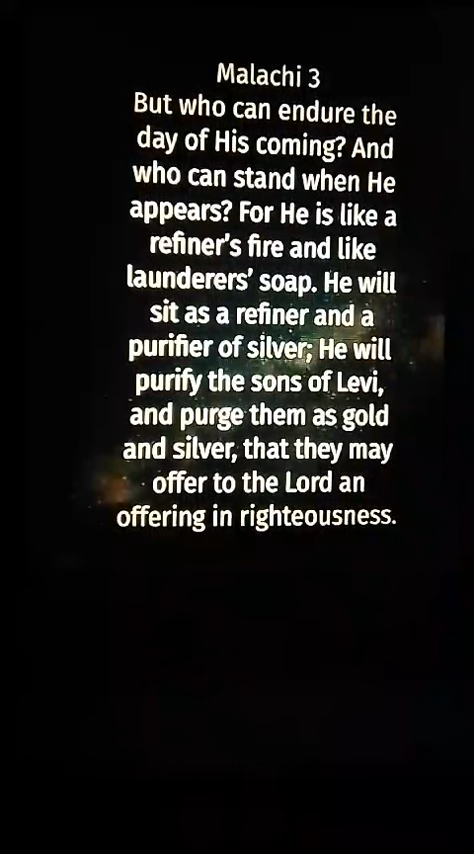 Malachi 3
But who can endure the
day of His coming? And
who can stand when He
appears? For He is like a
refiner's fire and like
launderers' soap. He will
sit as a refiner and a
purifier of silver; He will
purify the sons of Levi,
and purge them as gold
and silver, that they may
offer to the Lord an
offering in righteousness.